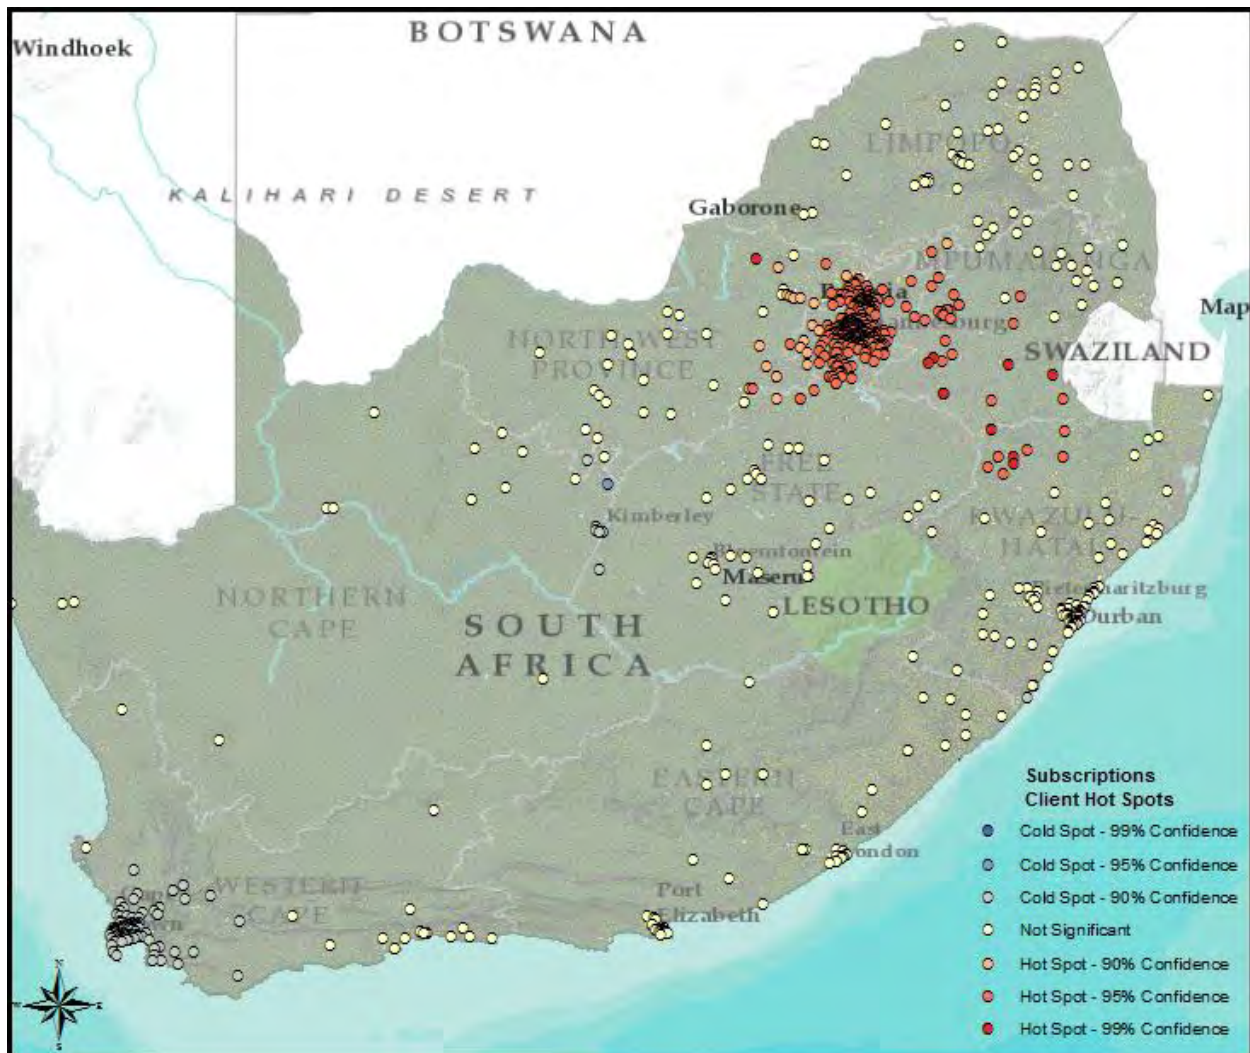 BOTSWANA
Windhoek
LIMPOPO
KALIHARI DESERT
Gaborone
MPUMALANGA
Map
NORTH WEST
PROVINCE
SWAZILAND
FREE
STATE
Kimberley
KWAZULU-
NATAL
Bloemfontein
Maseru
Pietermaritzburg
NORTHERN
CAPE
LESOTHO
Durban
SOUTH
AFRICA
EASTERN
CAPE
East
London
WESTERN
CAPE
Port
Elizabeth
Subscriptions
Client Hot Spots
Cold Spot - 99% Confidence
Cold Spot - 95% Confidence
Cold Spot - 90% Confidence
Not Significant
Hot Spot - 90% Confidence
Hot Spot - 95% Confidence
Hot Spot - 99% Confidence
N
S